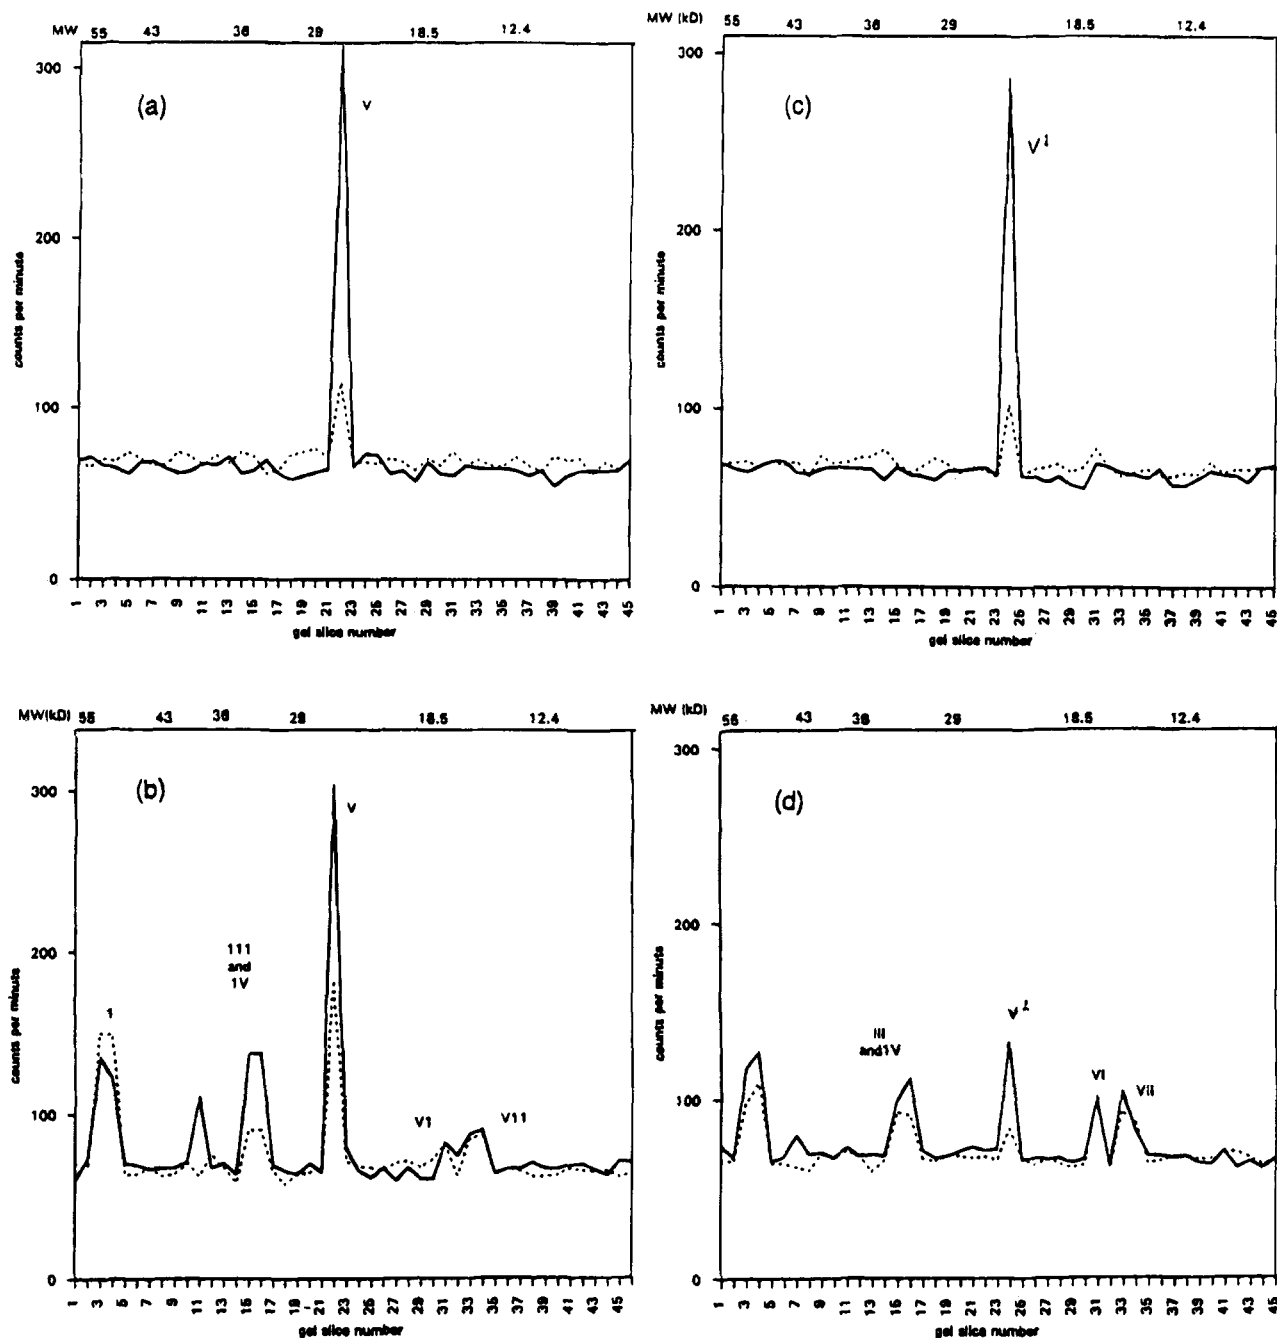 MW 55 43 36 29 18.5 12.4
(a)
V
300
200
100
0
counts per minute
1 3 5 7 9 11 13 15 17 19 21 23 25 27 29 31 33 35 37 39 41 43 45
gel slice number
MW (kD) 55 43 36 29 18.5 12.4
(c)
300
200
100
0
counts per minute
1 3 5 7 9 11 13 15 17 19 21 23 25 27 29 31 33 35 37 39 41 43 45
gel slice number
MW(kD) 55 43 36 29 18.5 12.4
(b)
V
300
111
and
1V
200
1
V1 V11
100
0
counts per minute
1 3 5 7 9 11 13 15 17 19 21 23 25 27 29 31 33 35 37 39 41 43 45
gel slice number
MW (kD) 55 43 36 29 18.5 12.4
(d)
300
200
III
and1V
VI
VII
100
0
counts per minute
1 3 5 7 9 11 13 15 17 19 21 23 25 27 29 31 33 35 37 39 41 43 45
gel slice number